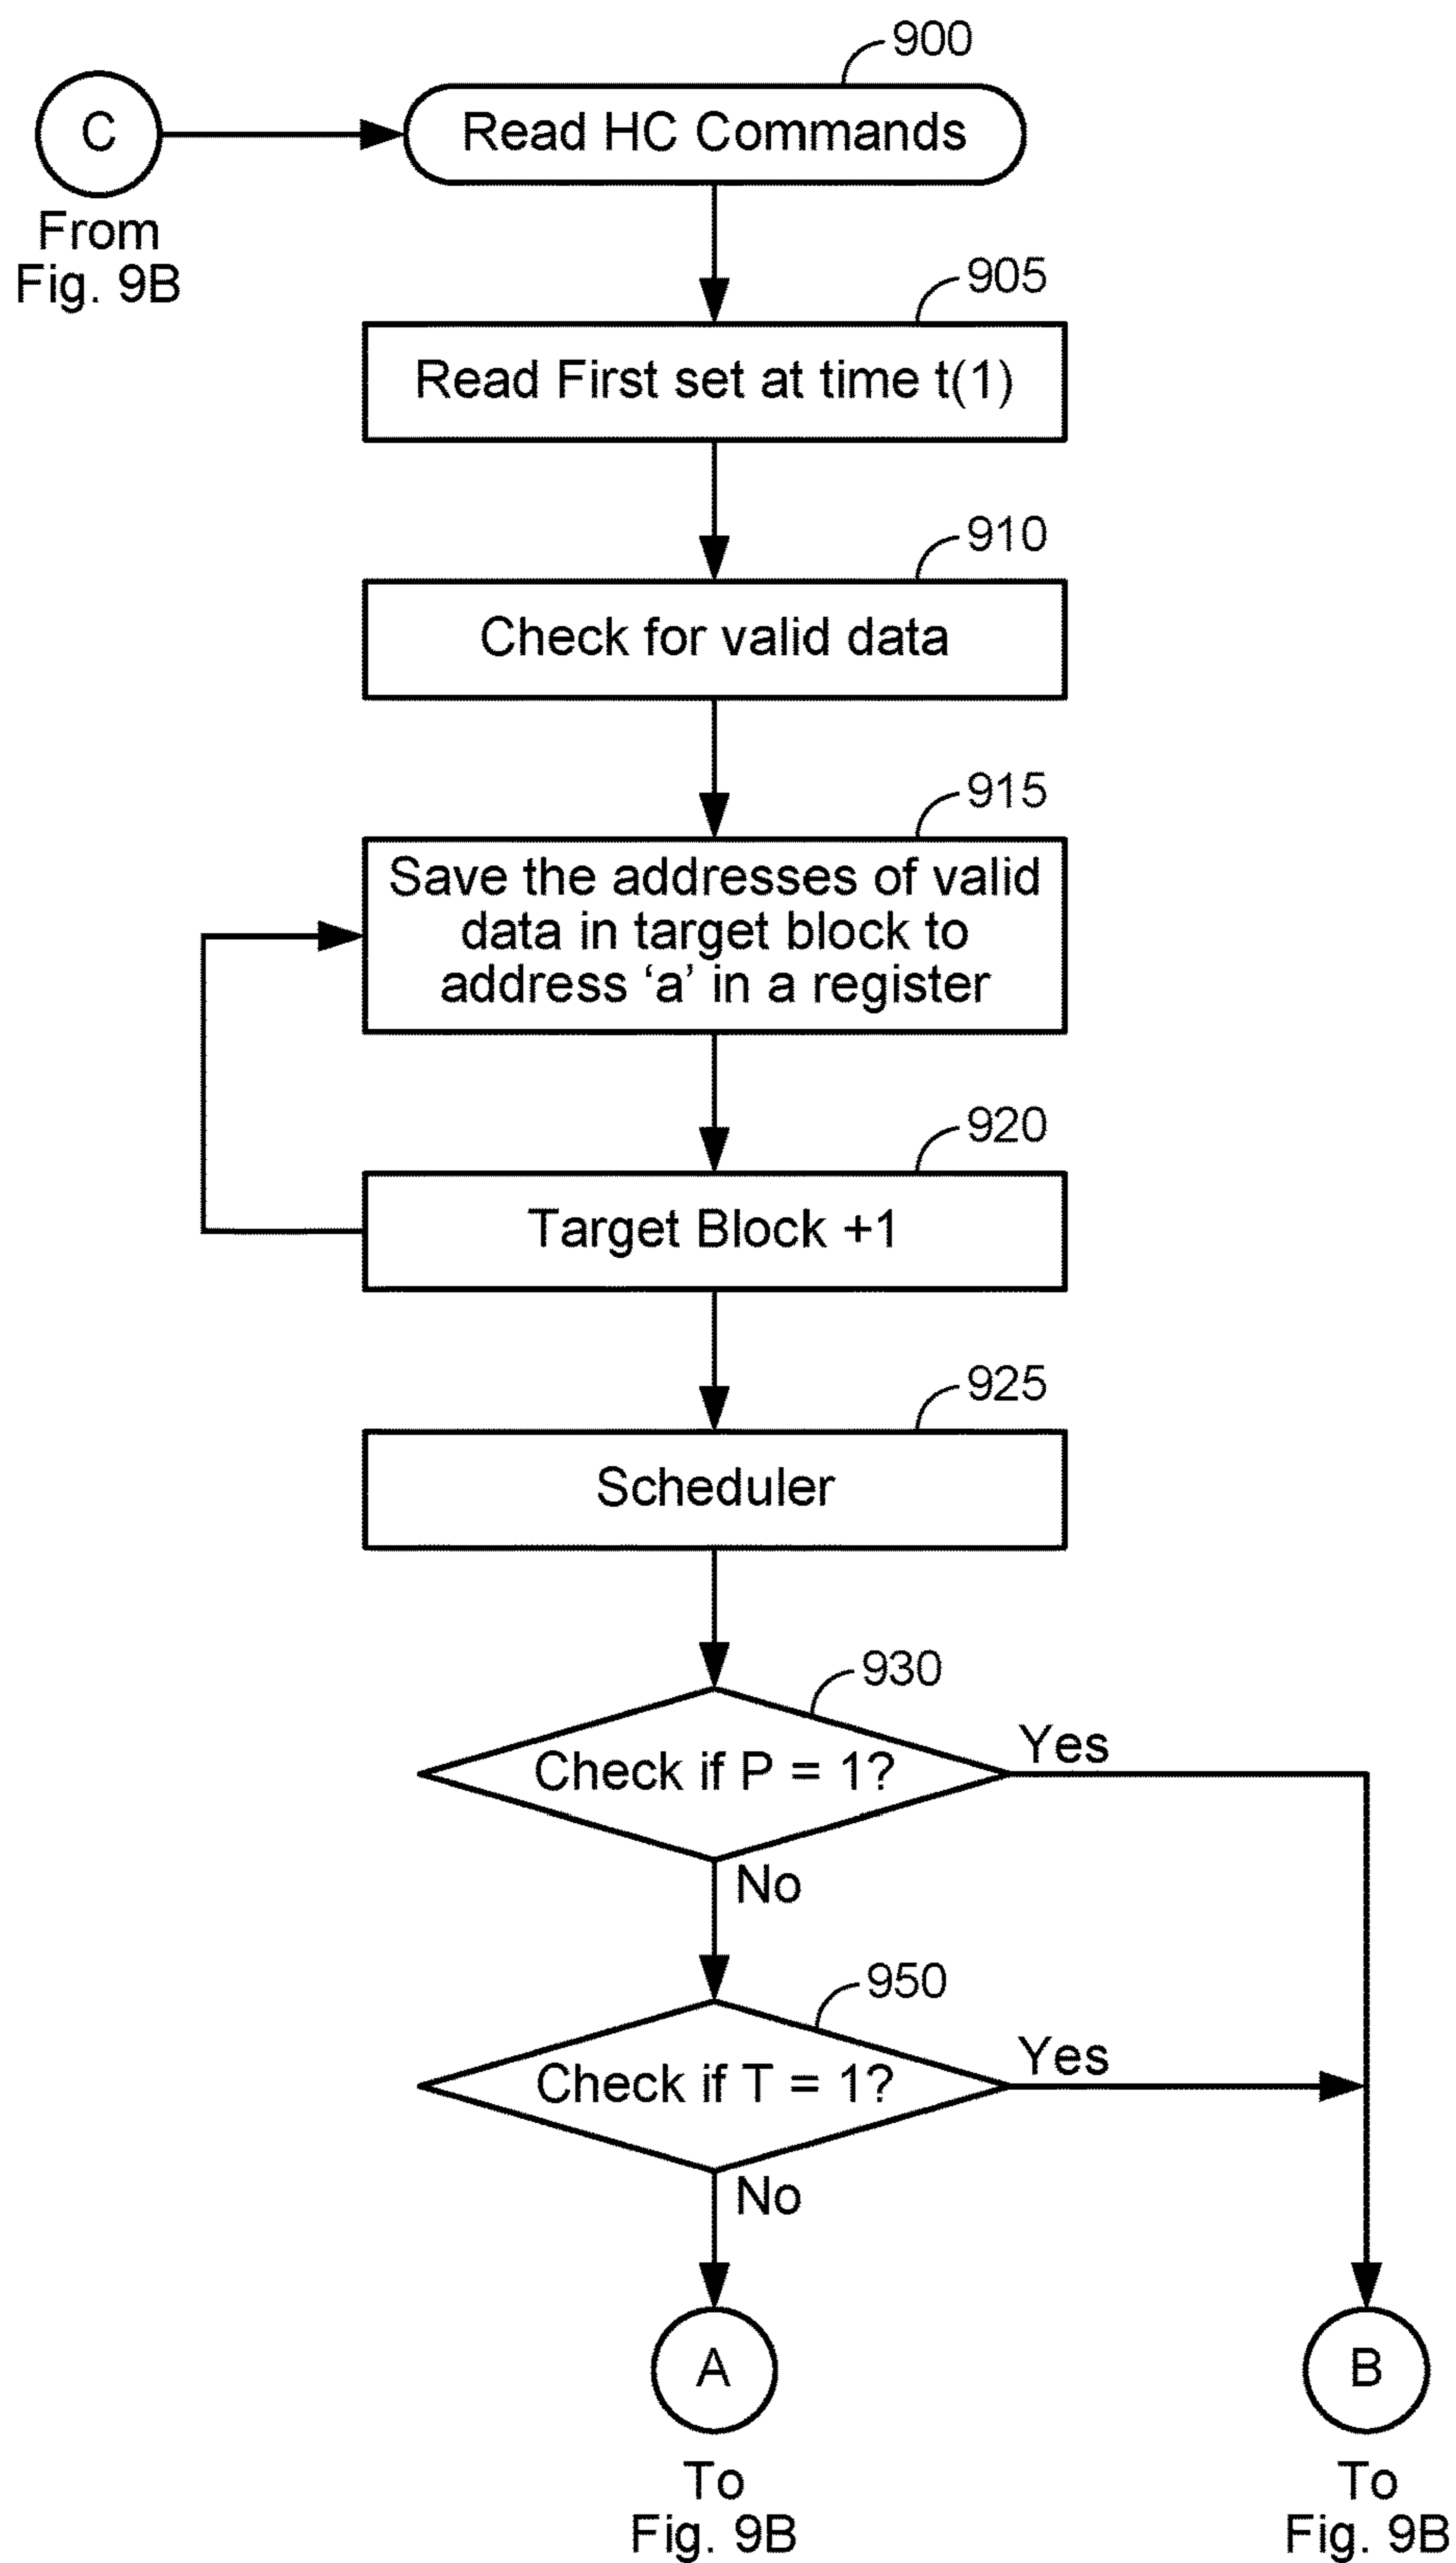 900
C
Read HC Commands
From
Fig. 9B
905
Read First set at time t(1)
910
Check for valid data
915
Save the addresses of valid
data in target block to
address ‘a’ in a register
920
Target Block +1
925
Scheduler
930
Check if P = 1?
Yes
No
950
Check if T = 1?
Yes
No
A
B
To
Fig. 9B
To
Fig. 9B